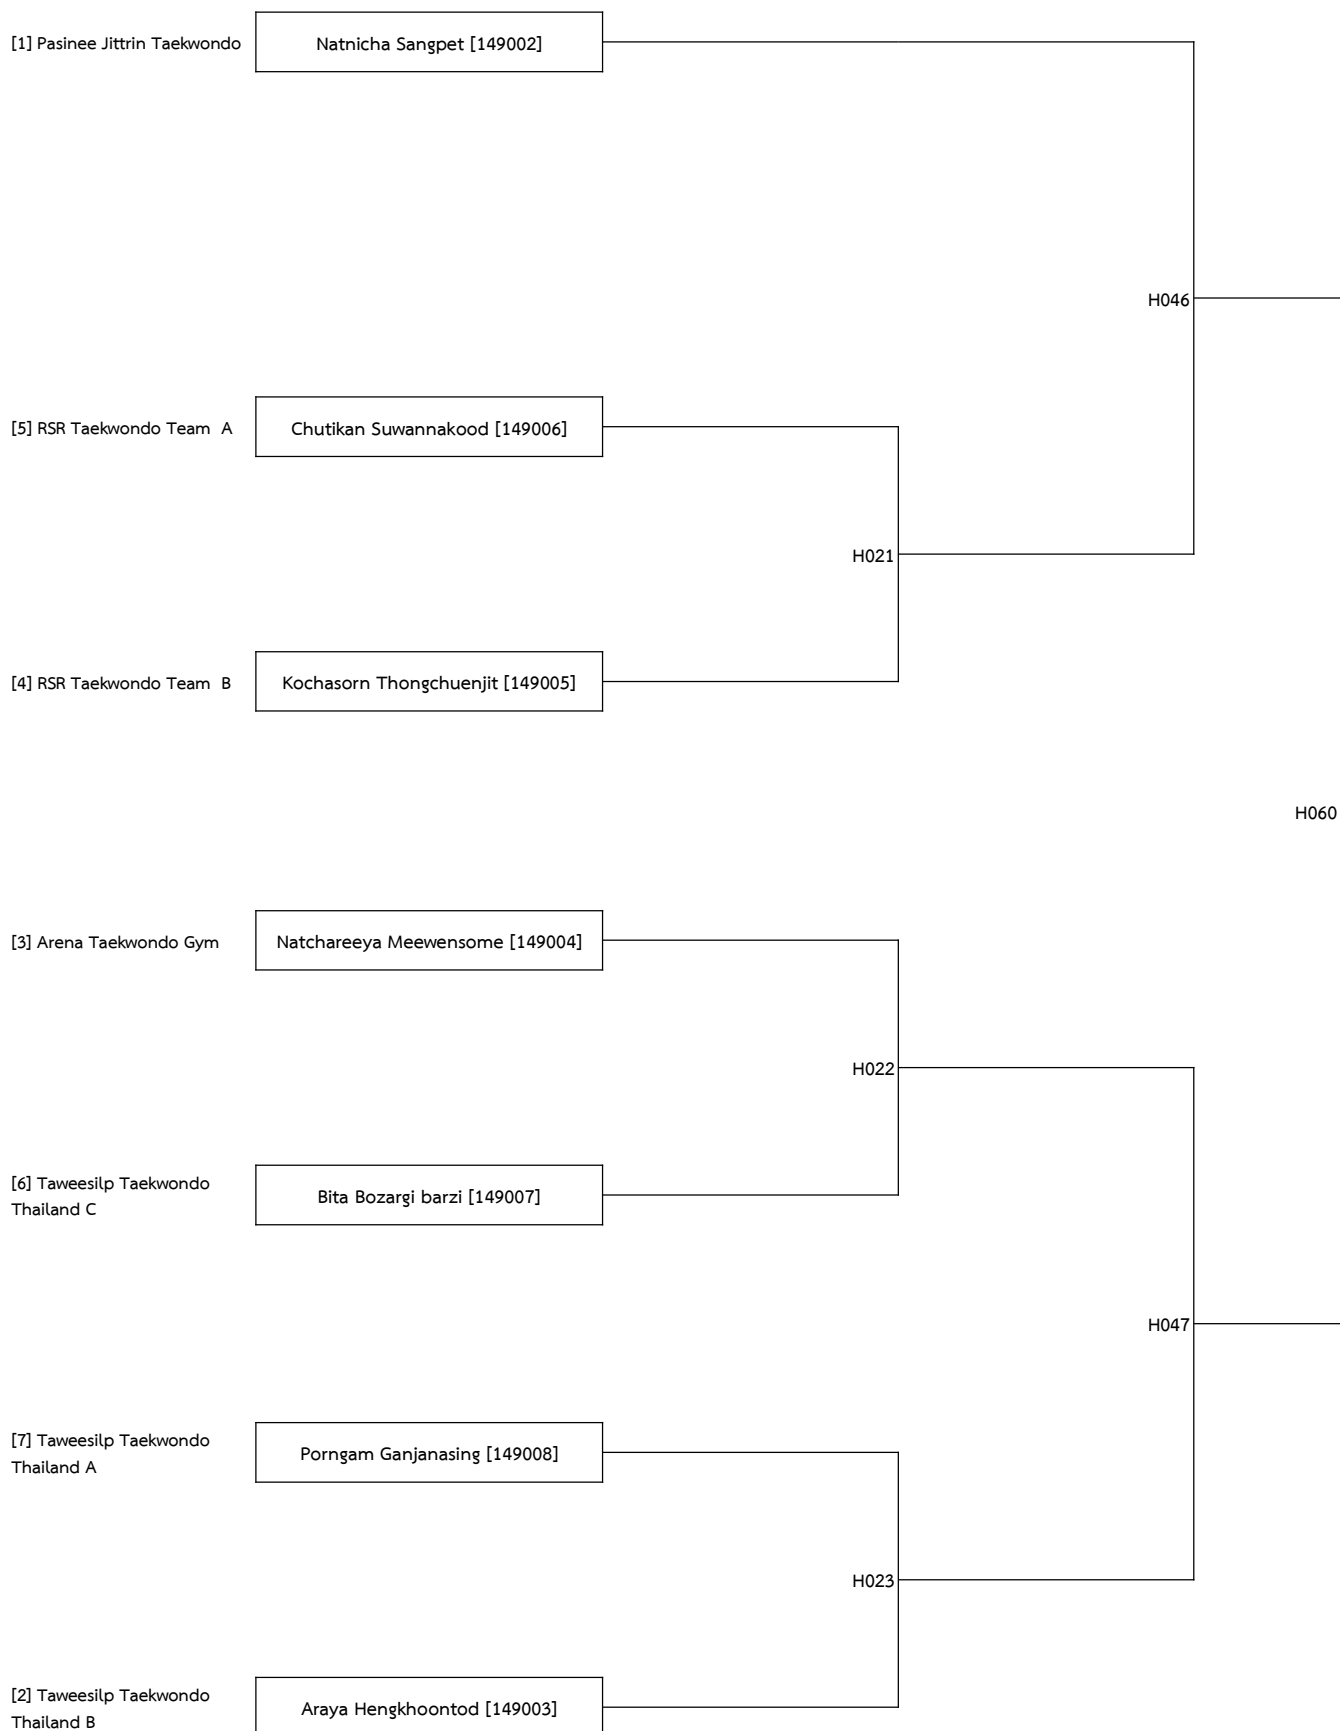 [1] Pasinee Jittrin Taekwondo
Natnicha Sangpet [149002]
H046
[5] RSR Taekwondo Team  A
Chutikan Suwannakood [149006]
H021
[4] RSR Taekwondo Team  B
Kochasorn Thongchuenjit [149005]
H060
[3] Arena Taekwondo Gym
Natchareeya Meewensome [149004]
H022
[6] Taweesilp Taekwondo
Thailand C
Bita Bozargi barzi [149007]
H047
[7] Taweesilp Taekwondo
Thailand A
Porngam Ganjanasing [149008]
H023
[2] Taweesilp Taekwondo
Thailand B
Araya Hengkhoontod [149003]